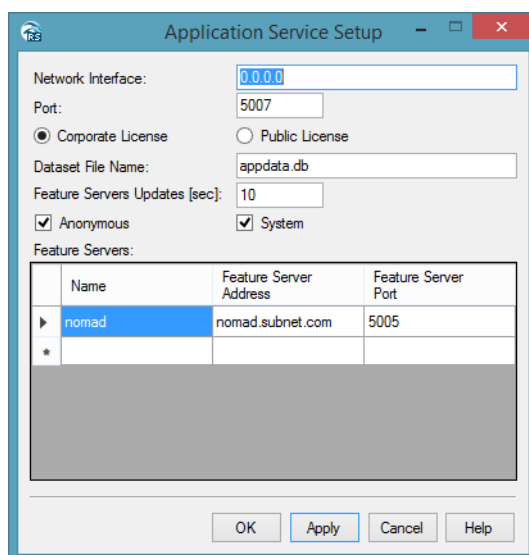 RS
Application Service Setup
Network Interface: 0.0.0.0
Port: 5007
Corporate License Public License
Dataset File Name: appdata.db
Feature Servers Updates [sec]: 10
Anonymous System
Feature Servers:
Name Feature Server Address Feature Server Port
nomad nomad.subnet.com 5005
OK Apply Cancel Help